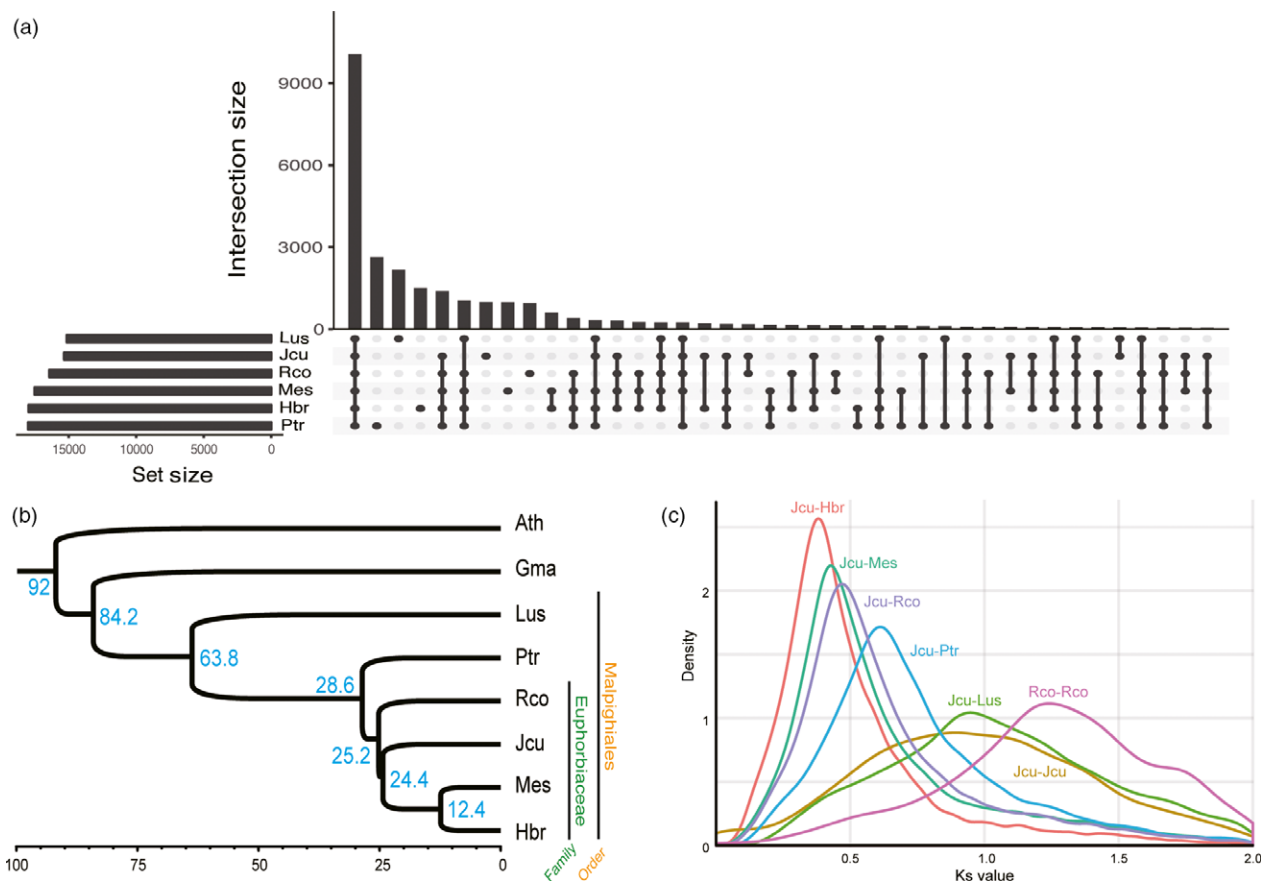 (a)
Intersection size
9000
6000
3000
0
Lus
Jcu
Rco
Mes
Hbr
Ptr
15000 10000 5000 0
Set size
(b)
Ath
Gma
Lus
Ptr
Rco
Jcu
Mes
Hbr
92
84.2
63.8
28.6
25.2
24.4
12.4
Euphorbiaceae
Malpighiales
Family
Order
100 75 50 25 0
(c)
Jcu-Hbr
Jcu-Mes
Jcu-Rco
Jcu-Ptr
Jcu-Lus
Rco-Rco
Jcu-Jcu
Density
2
1
0
0.5 1.0 1.5 2.0
Ks value